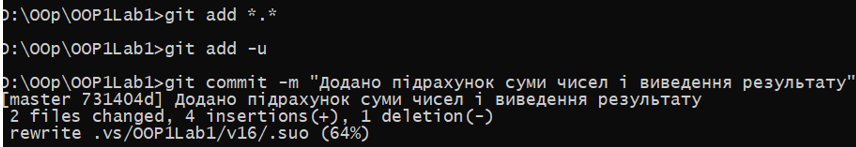 D:\OOp\OOP1Lab1>git add *.*
D:\OOp\OOP1Lab1>git add -u
D:\OOp\OOP1Lab1>git commit -m "Додано підрахунок суми чисел і виведення результату"
[master 731404d] Додано підрахунок суми чисел і виведення результату
2 files changed, 4 insertions(+), 1 deletion(-)
rewrite .vs/OOP1Lab1/v16/.suo (64%)